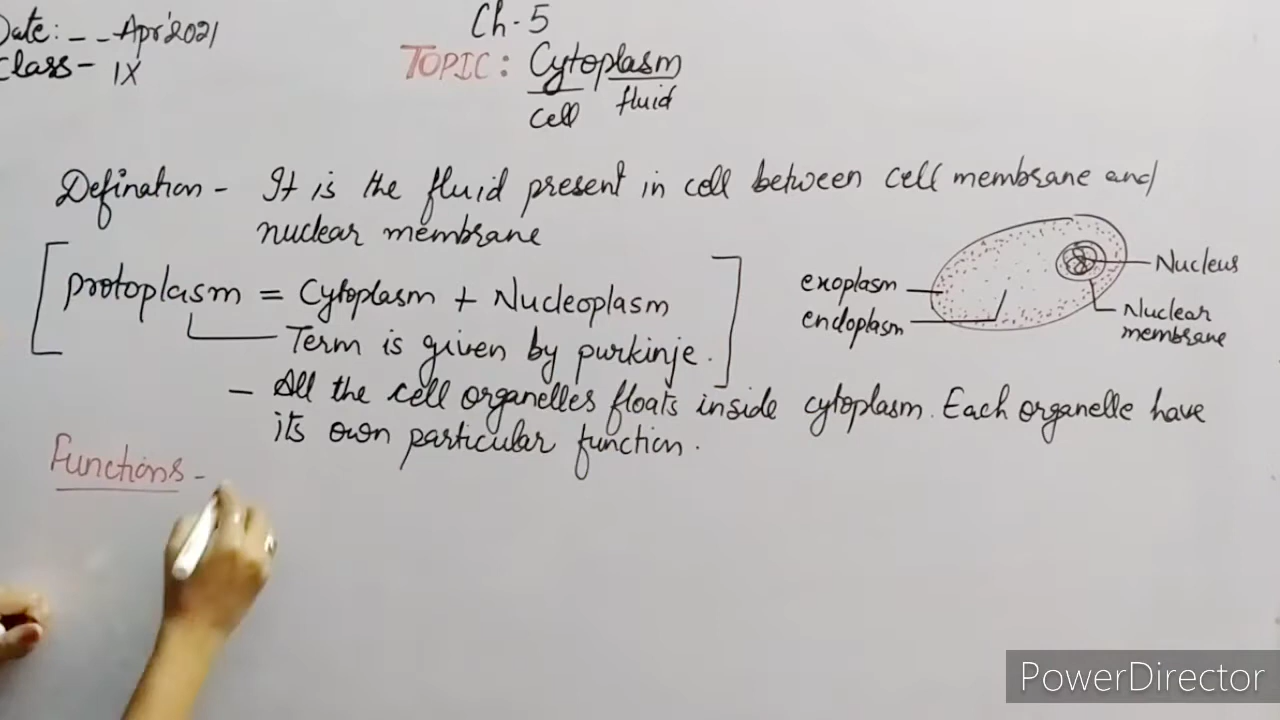 Date: - - Apr'2021
Class - IX
Ch - 5
TOPIC : Cytoplasm
cell fluid
Defination - It is the fluid present in cell between cell membrane and
nuclear membrane
protoplasm = Cytoplasm + Nucleoplasm
Term is given by purkinje.
- All the cell organelles floats inside cytoplasm. Each organelle have
its own particular function.
exoplasm
endoplasm
Nucleus
Nuclear
membrane
Functions -
PowerDirector